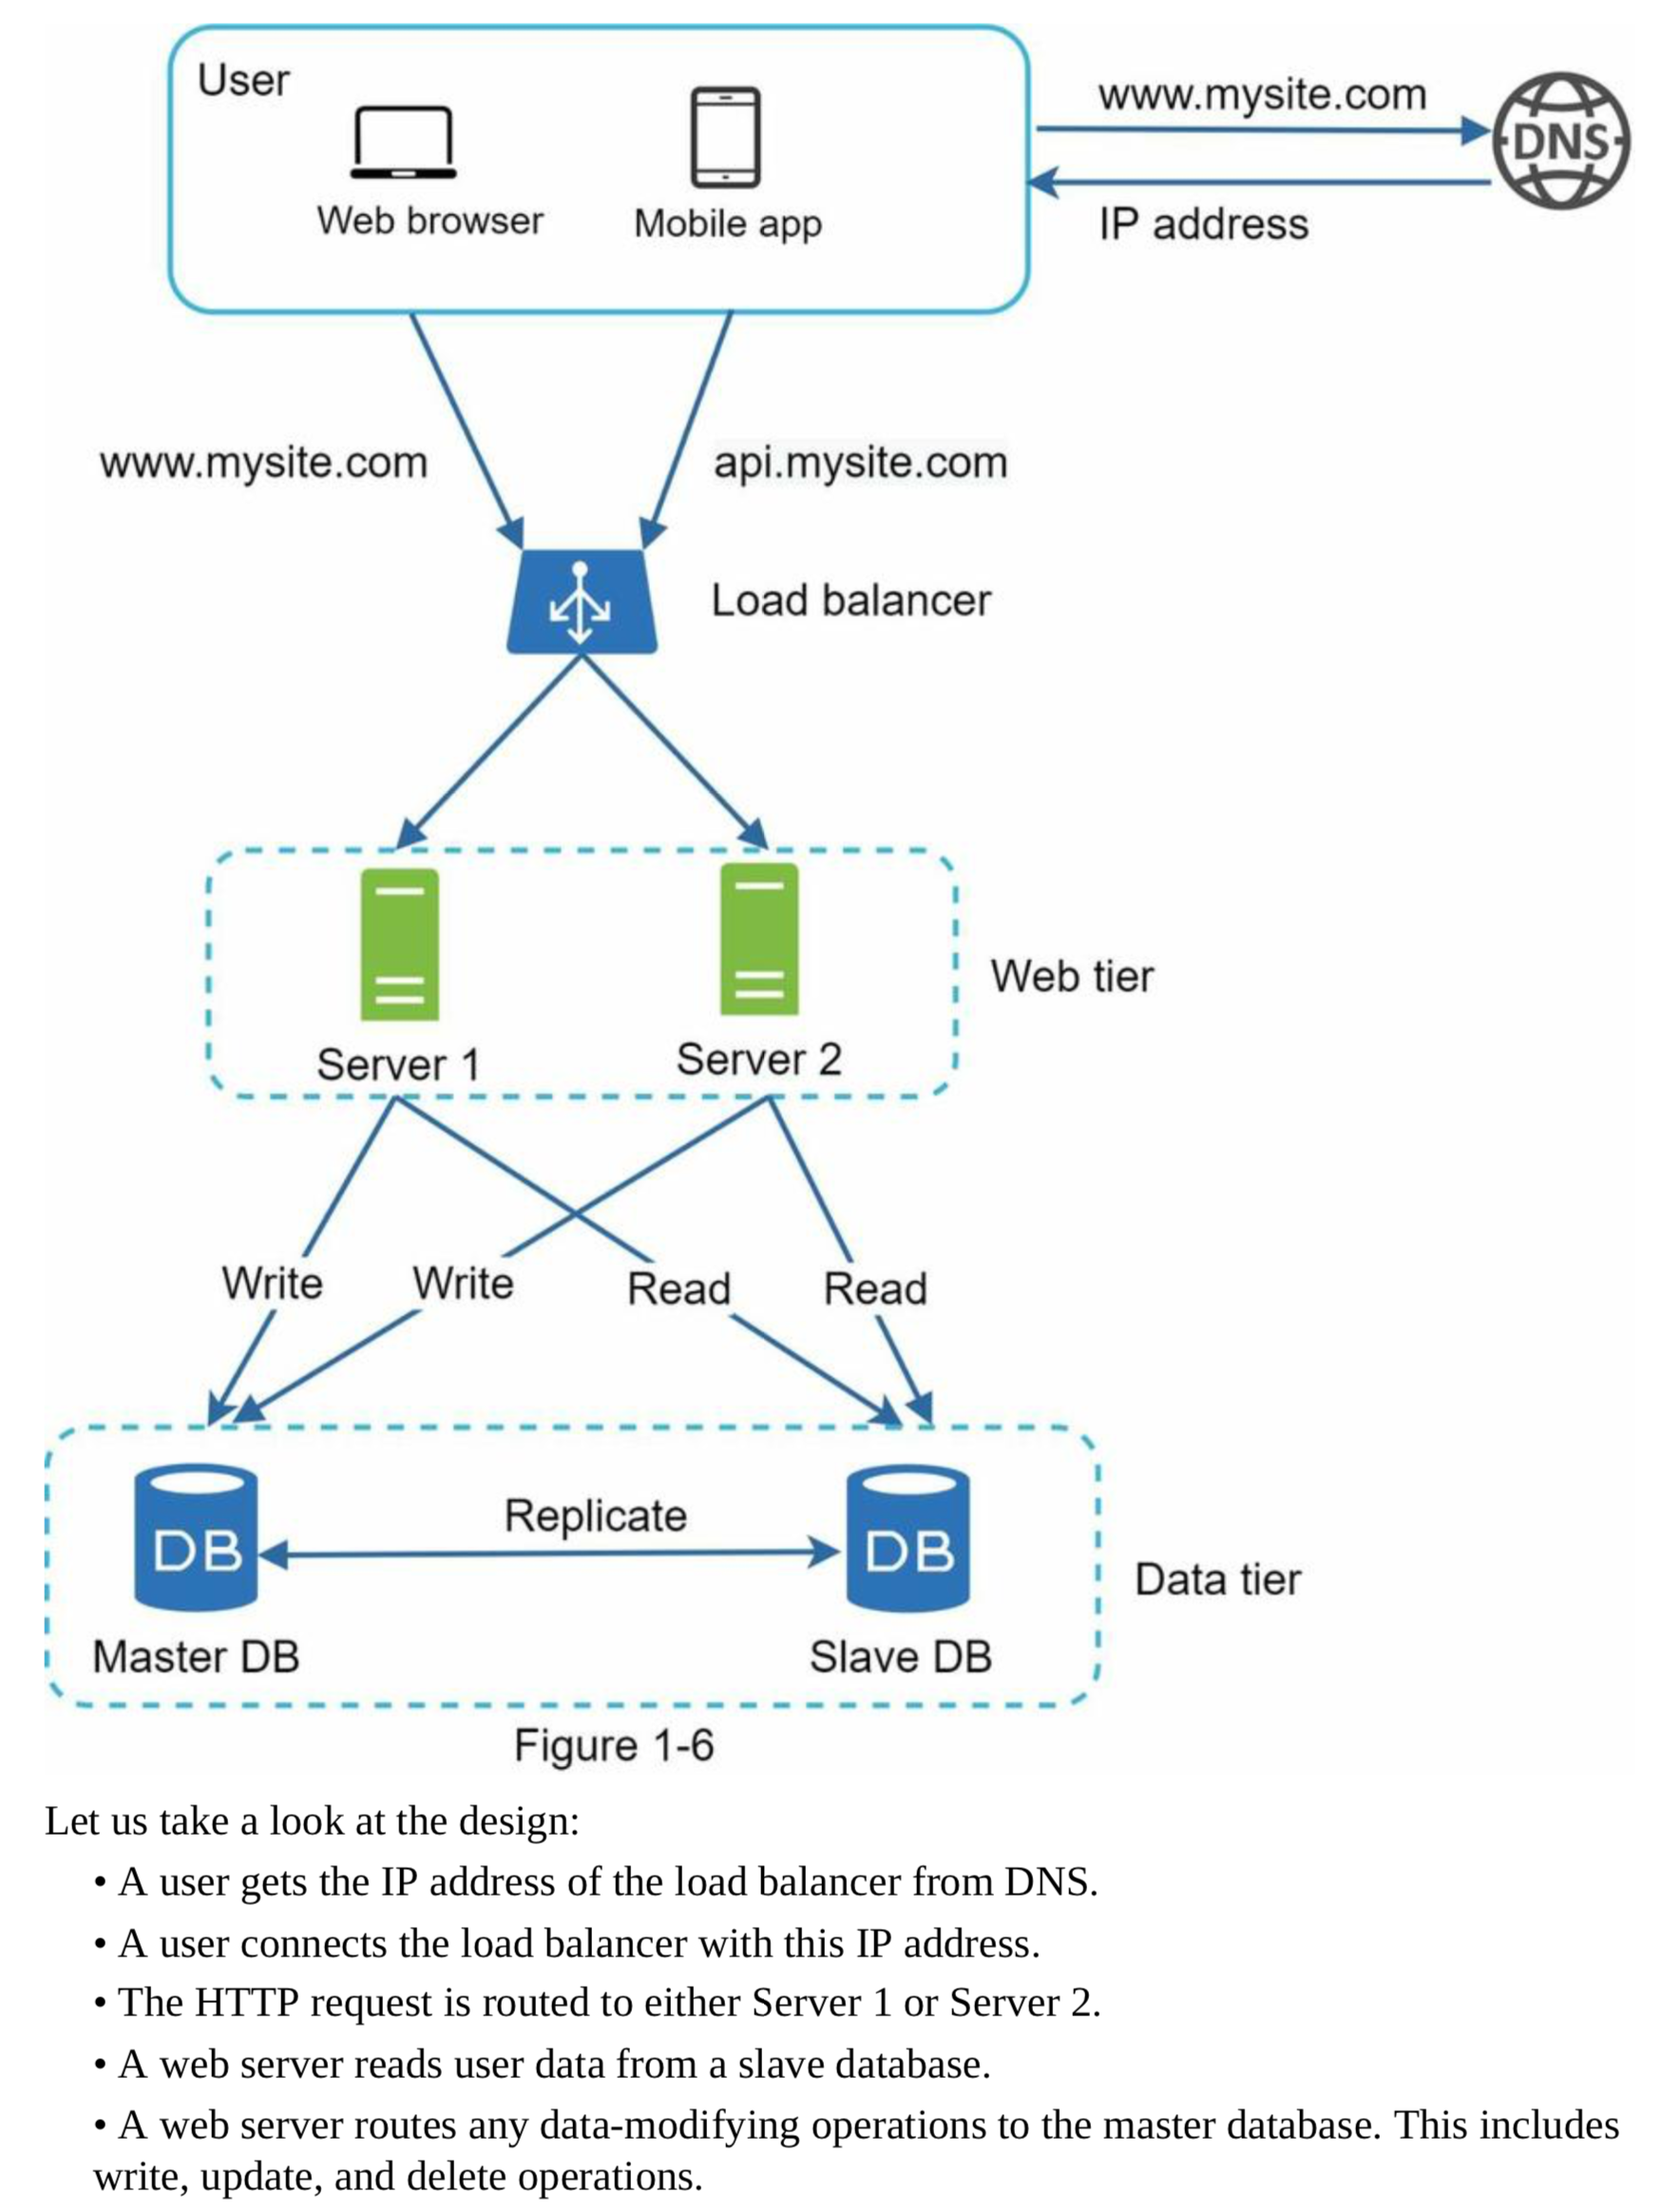 User
www.mysite.com
DNS
Web browser
Mobile app
IP address
www.mysite.com
api.mysite.com
Load balancer
Web tier
Server 1
Server 2
Write
Write
Read
Read
Replicate
DB
DB
Data tier
Master DB
Slave DB
Figure 1-6
Let us take a look at the design:
• A user gets the IP address of the load balancer from DNS.
• A user connects the load balancer with this IP address.
• The HTTP request is routed to either Server 1 or Server 2.
• A web server reads user data from a slave database.
• A web server routes any data-modifying operations to the master database. This includes
write, update, and delete operations.